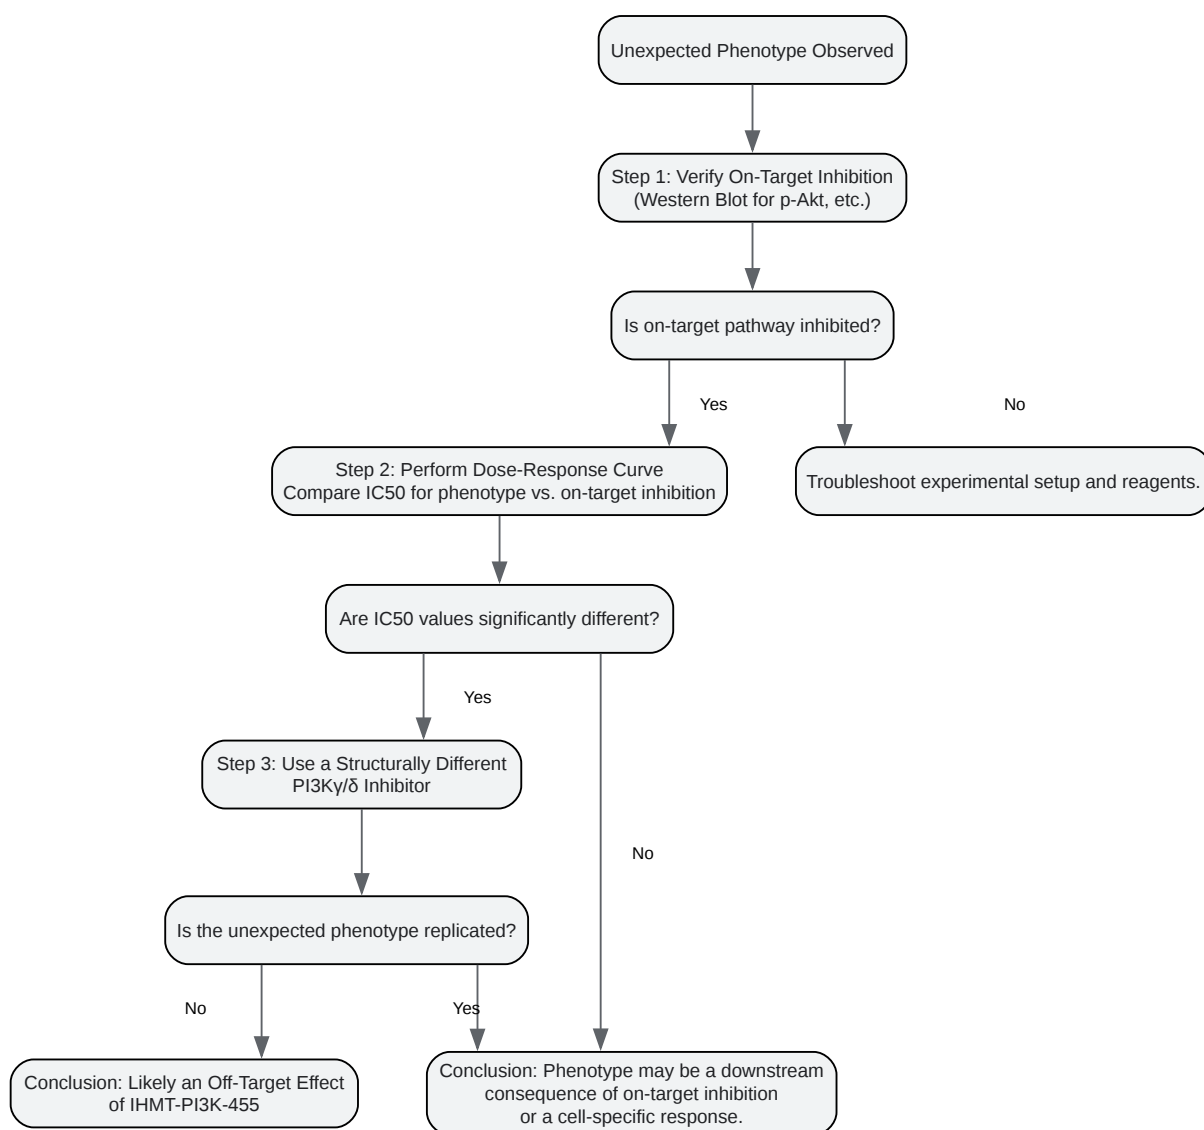 Unexpected Phenotype Observed
Step 1: Verify On-Target Inhibition
(Western Blot for p-Akt, etc.)
Is on-target pathway inhibited?
Yes
No
Step 2: Perform Dose-Response Curve
Compare IC50 for phenotype vs. on-target inhibition
Troubleshoot experimental setup and reagents.
Are IC50 values significantly different?
Yes
Step 3: Use a Structurally Different
PI3Kγ/δ Inhibitor
No
Is the unexpected phenotype replicated?
No
Yes
Conclusion: Likely an Off-Target Effect
of IHMT-PI3K-455
Conclusion: Phenotype may be a downstream
consequence of on-target inhibition
or a cell-specific response.